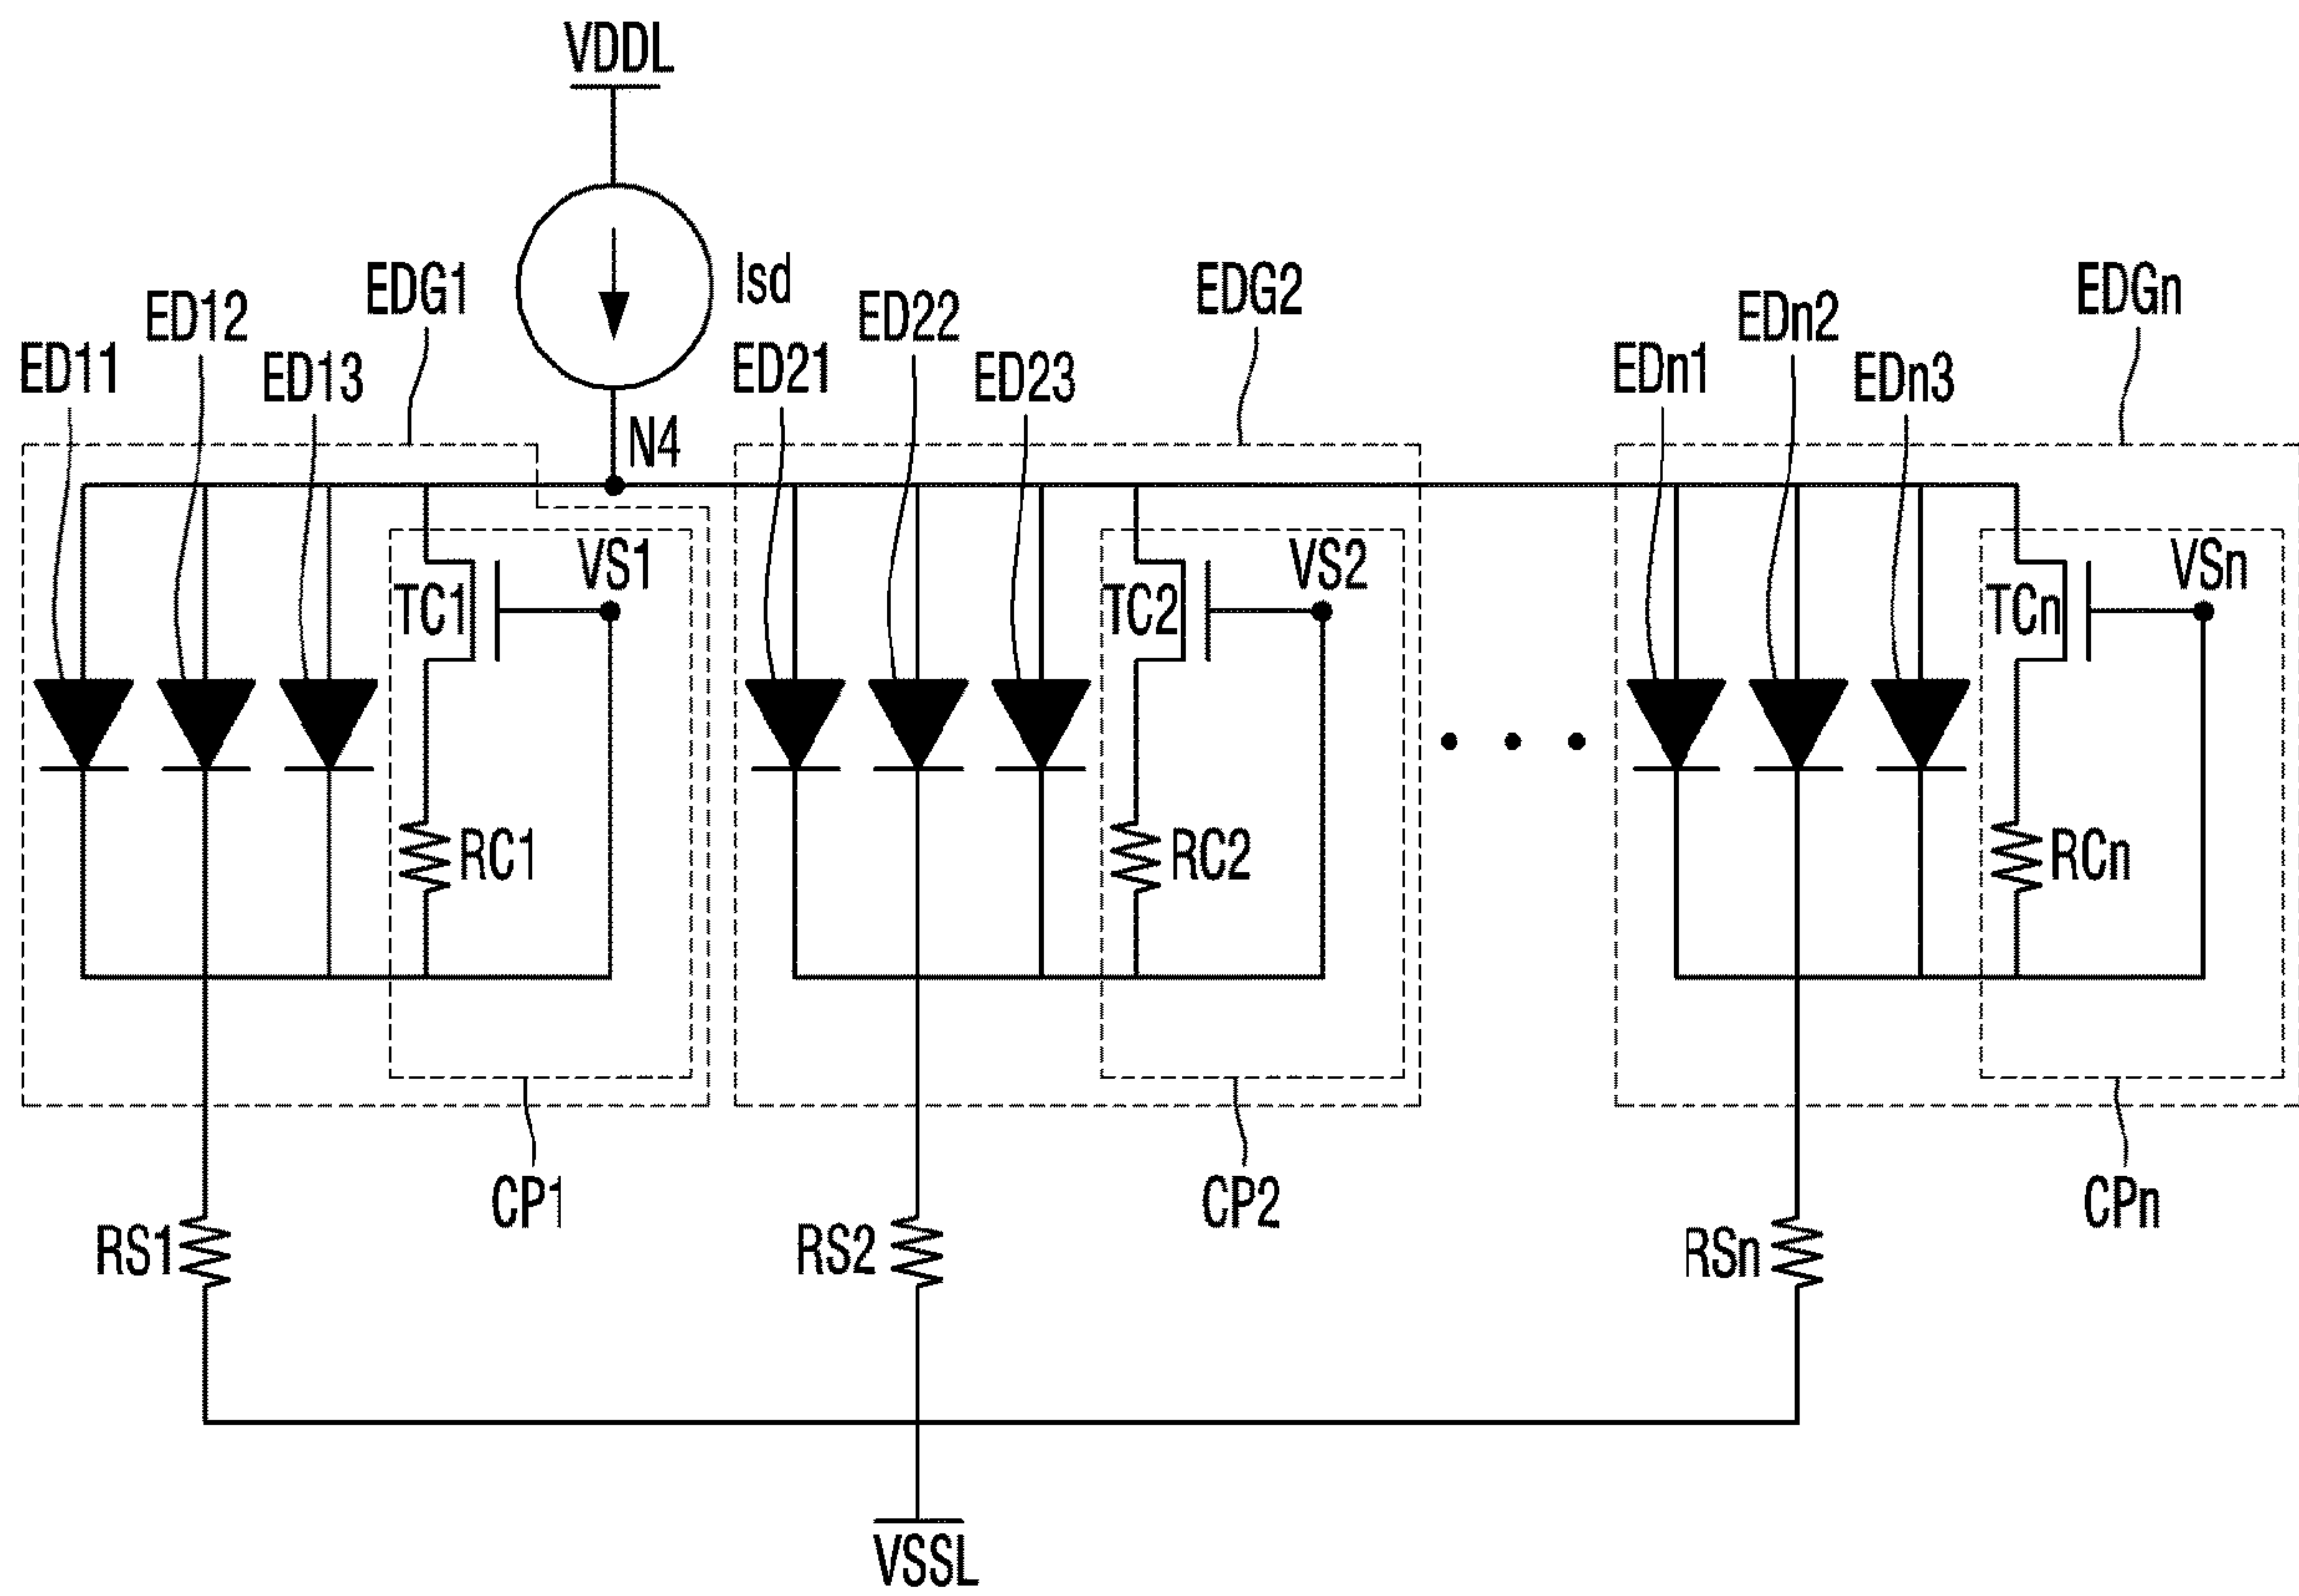 VDDL
Isd
EDG1
EDG2
EDGn
ED12
ED22
EDn2
ED11
ED13
ED21
ED23
EDn1
EDn3
N4
VS1
VS2
VSn
TC1
TC2
TCn
RC1
RC2
RCn
CP1
CP2
CPn
RS1
RS2
RSn
VSSL